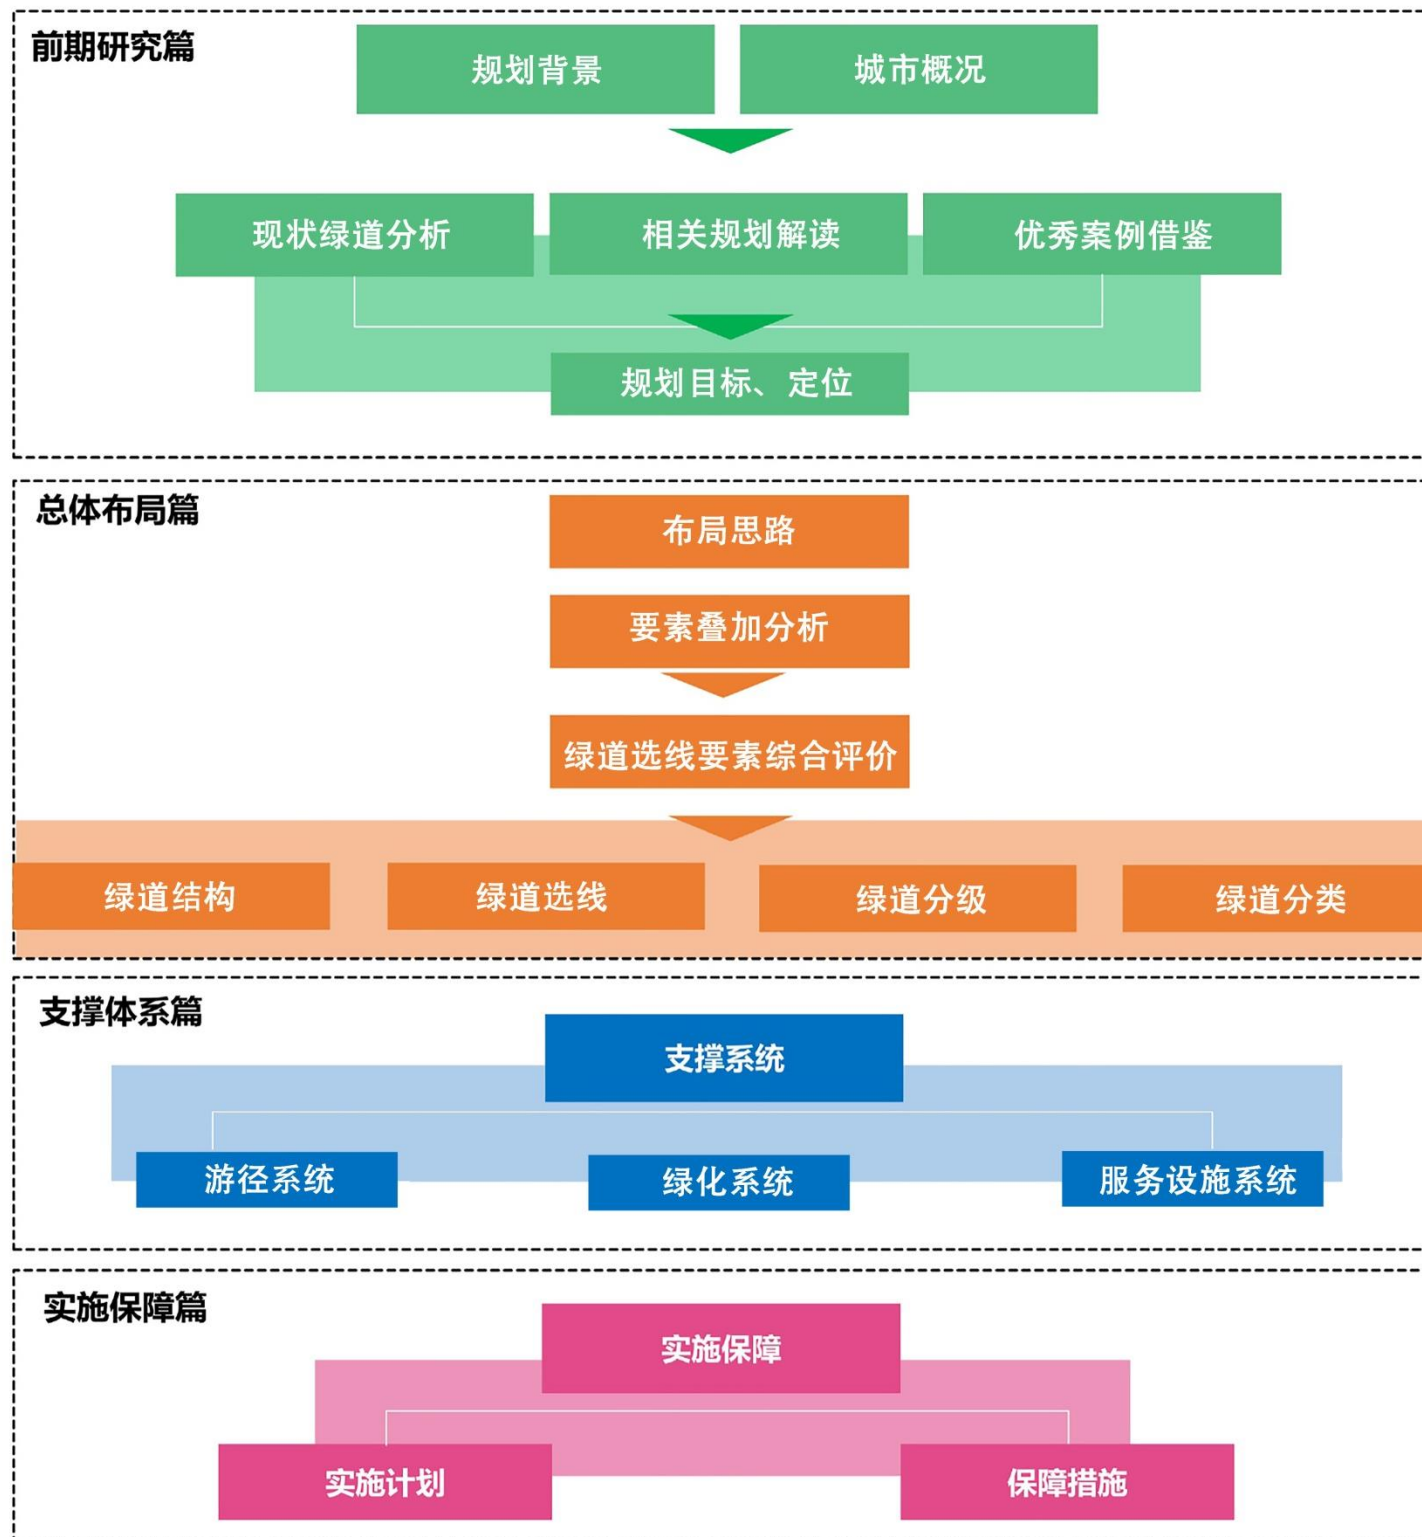 前期研究篇
规划背景
城市概况
现状绿道分析
相关规划解读
优秀案例借鉴
规划目标、定位
总体布局篇
布局思路
要素叠加分析
绿道选线要素综合评价
绿道结构
绿道选线
绿道分级
绿道分类
支撑体系篇
支撑系统
游径系统
绿化系统
服务设施系统
实施保障篇
实施保障
实施计划
保障措施